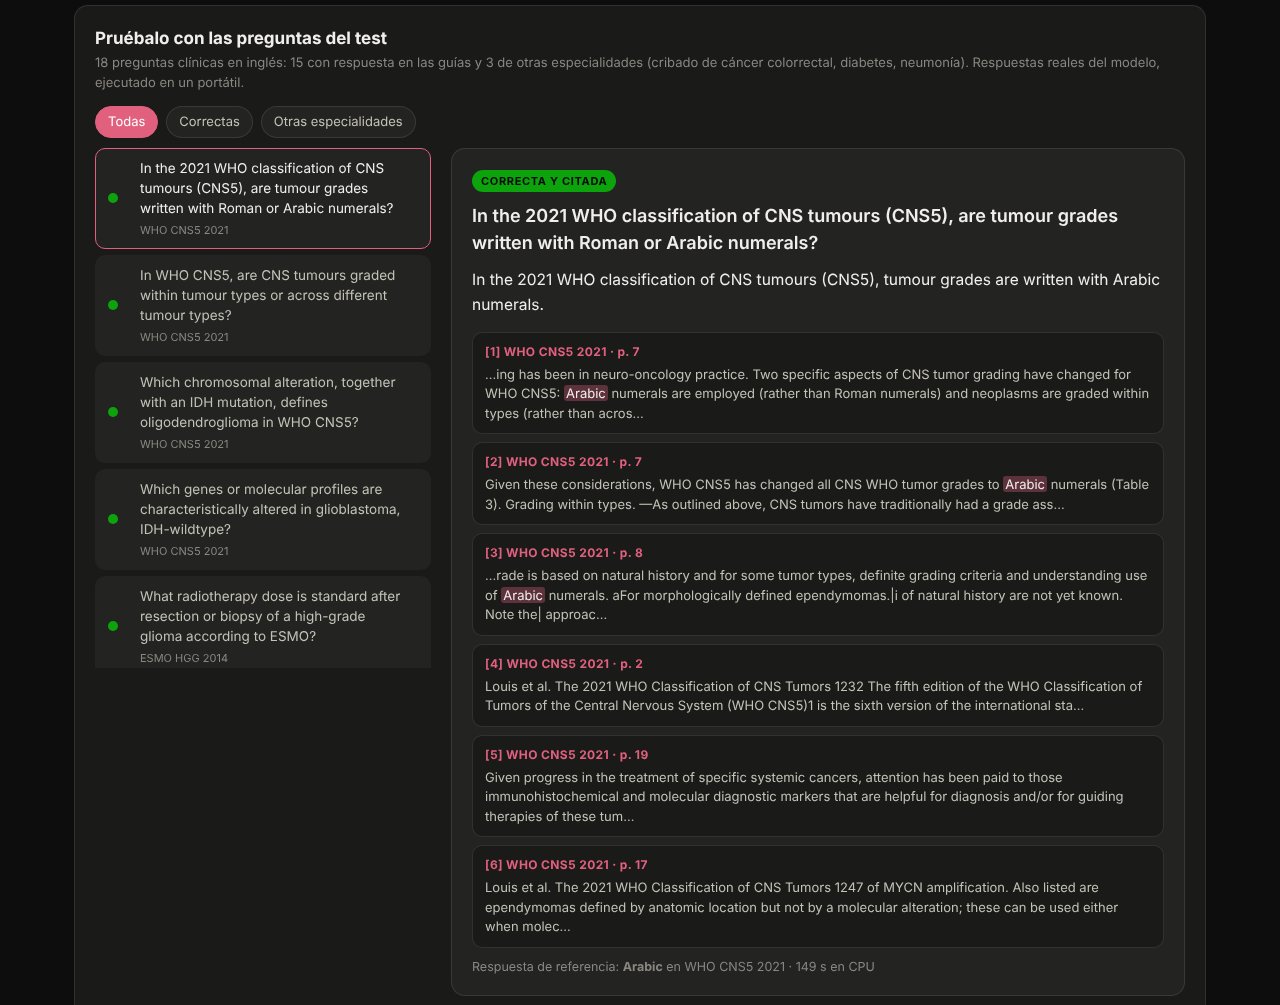 Pruébalo con las preguntas del test
18 preguntas clínicas en inglés: 15 con respuesta en las guías y 3 de otras especialidades (cribado de cáncer colorrectal, diabetes, neumonía). Respuestas reales del modelo,
ejecutado en un portátil.
Todas
Correctas
Otras especialidades
In the 2021 WHO classification of CNS
tumours (CNS5), are tumour grades
written with Roman or Arabic numerals?
WHO CNS5 2021
In WHO CNS5, are CNS tumours graded
within tumour types or across different
tumour types?
WHO CNS5 2021
Which chromosomal alteration, together
with an IDH mutation, defines
oligodendroglioma in WHO CNS5?
WHO CNS5 2021
Which genes or molecular profiles are
characteristically altered in glioblastoma,
IDH-wildtype?
WHO CNS5 2021
What radiotherapy dose is standard after
resection or biopsy of a high-grade
glioma according to ESMO?
ESMO HGG 2014
CORRECTA Y CITADA
In the 2021 WHO classification of CNS tumours (CNS5), are tumour grades
written with Roman or Arabic numerals?
In the 2021 WHO classification of CNS tumours (CNS5), tumour grades are written with Arabic
numerals.
[1] WHO CNS5 2021 · p. 7
...ing has been in neuro-oncology practice. Two specific aspects of CNS tumor grading have changed for
WHO CNS5: Arabic numerals are employed (rather than Roman numerals) and neoplasms are graded within
types (rather than acros...
[2] WHO CNS5 2021 · p. 7
Given these considerations, WHO CNS5 has changed all CNS WHO tumor grades to Arabic numerals (Table
3). Grading within types. —As outlined above, CNS tumors have traditionally had a grade ass...
[3] WHO CNS5 2021 · p. 8
...rade is based on natural history and for some tumor types, definite grading criteria and understanding use
of Arabic numerals. aFor morphologically defined ependymomas.|i of natural history are not yet known.
Note the| approac...
[4] WHO CNS5 2021 · p. 2
Louis et al. The 2021 WHO Classification of CNS Tumors 1232 The fifth edition of the WHO Classification of
Tumors of the Central Nervous System (WHO CNS5)1 is the sixth version of the international sta...
[5] WHO CNS5 2021 · p. 19
Given progress in the treatment of specific systemic cancers, attention has been paid to those
immunohistochemical and molecular diagnostic markers that are helpful for diagnosis and/or for guiding
therapies of these tum...
[6] WHO CNS5 2021 · p. 17
Louis et al. The 2021 WHO Classification of CNS Tumors 1247 of MYCN amplification. Also listed are
ependymomas defined by anatomic location but not by a molecular alteration; these can be used either
when molec...
Respuesta de referencia: Arabic en WHO CNS5 2021 · 149 s en CPU